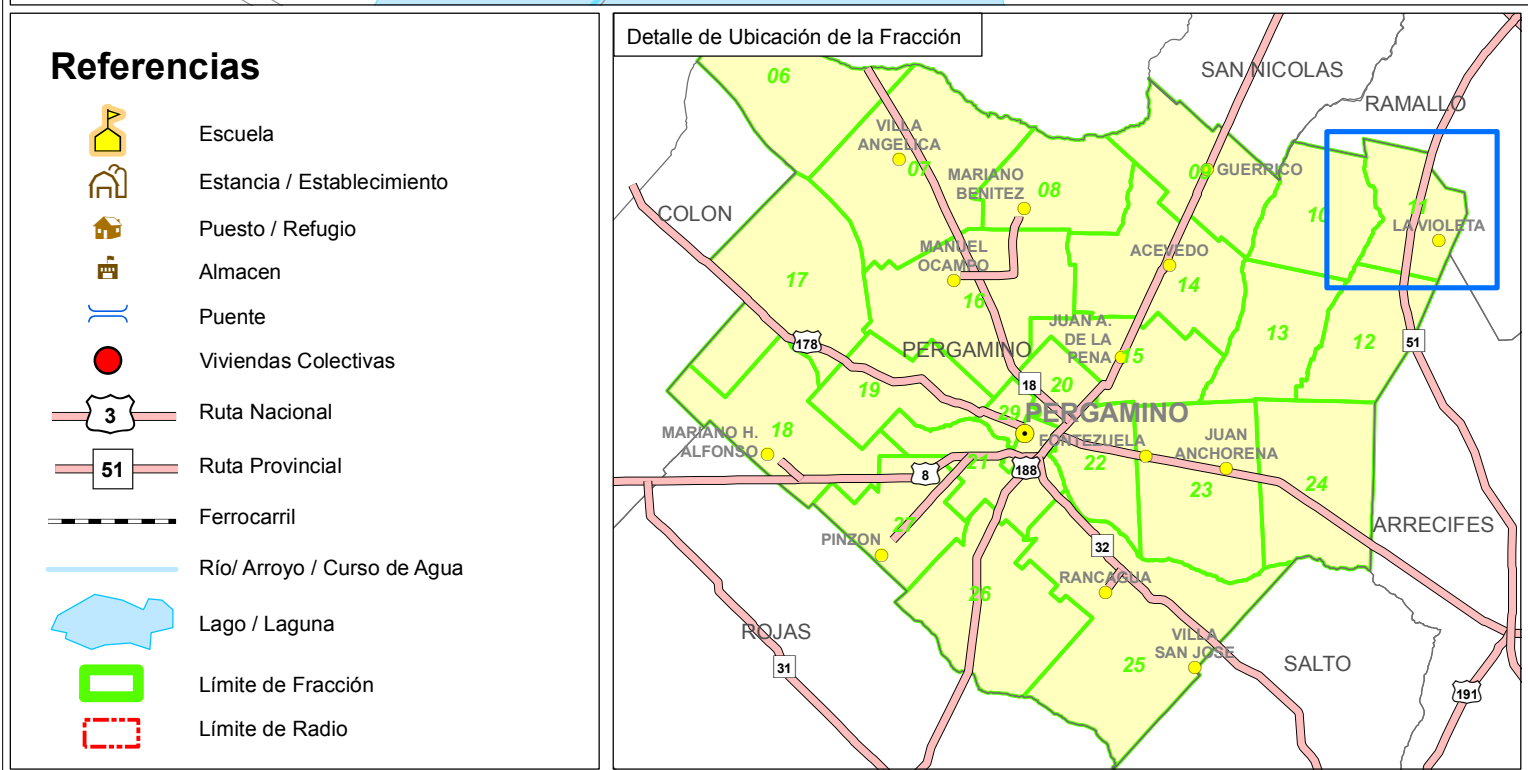 Referencias
Escuela
Estancia / Establecimiento
Puesto / Refugio
Almacen
Puente
Viviendas Colectivas
3
Ruta Nacional
51
Ruta Provincial
Ferrocarril
Río/ Arroyo / Curso de Agua
Lago / Laguna
Límite de Fracción
Límite de Radio
Detalle de Ubicación de la Fracción
06
SAN NICOLAS
RAMALLO
VILLA
ANGELICA
07
MARIANO
BENITEZ
08
09
GUERRICO
10
11
LA VIOLETA
COLON
MANUEL
OCAMPO
16
17
ACEVEDO
14
13
12
51
178
PERGAMINO
JUAN A.
DE LA
PENA
15
18
20
19
29
PERGAMINO
MARIANO H.
ALFONSO
18
FONTEZUELA
JUAN
ANCHORENA
21
8
188
22
23
24
ARRECIFES
27
PINZON
32
RANCAGUA
26
ROJAS
31
VILLA
SAN JOSE
25
SALTO
191